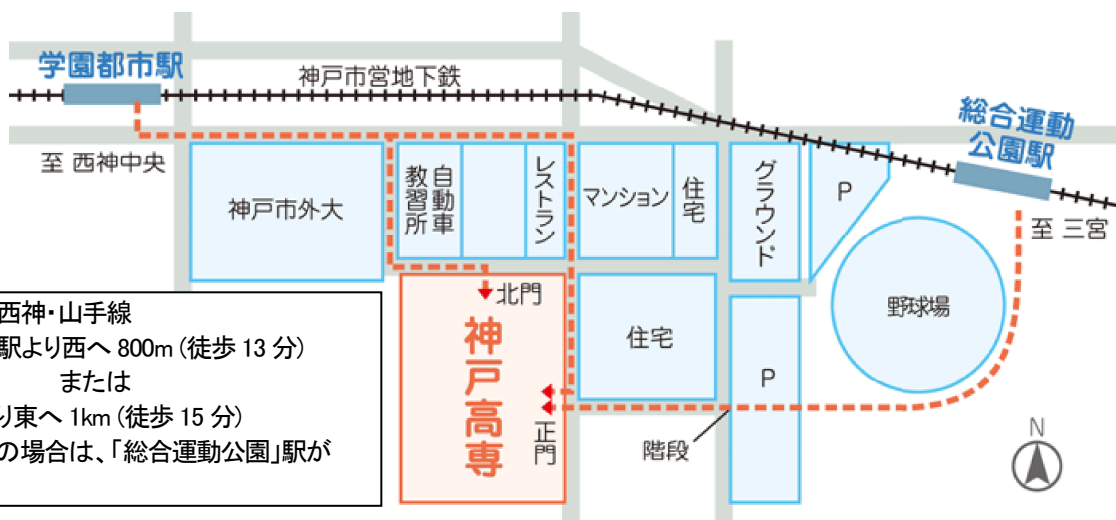 学園都市駅
神戸市営地下鉄
総合運動
公園駅
至 西神中央
至 三宮
神戸市外大
自動車
教習所
レストラン
マンション
住宅
グラウンド
P
野球場
北門
神戸高専
正門
住宅
P
階段
N
西神・山手線
駅より西へ 800m (徒歩 13 分)
または
り東へ 1km (徒歩 15 分)
の場合は、「総合運動公園」駅が